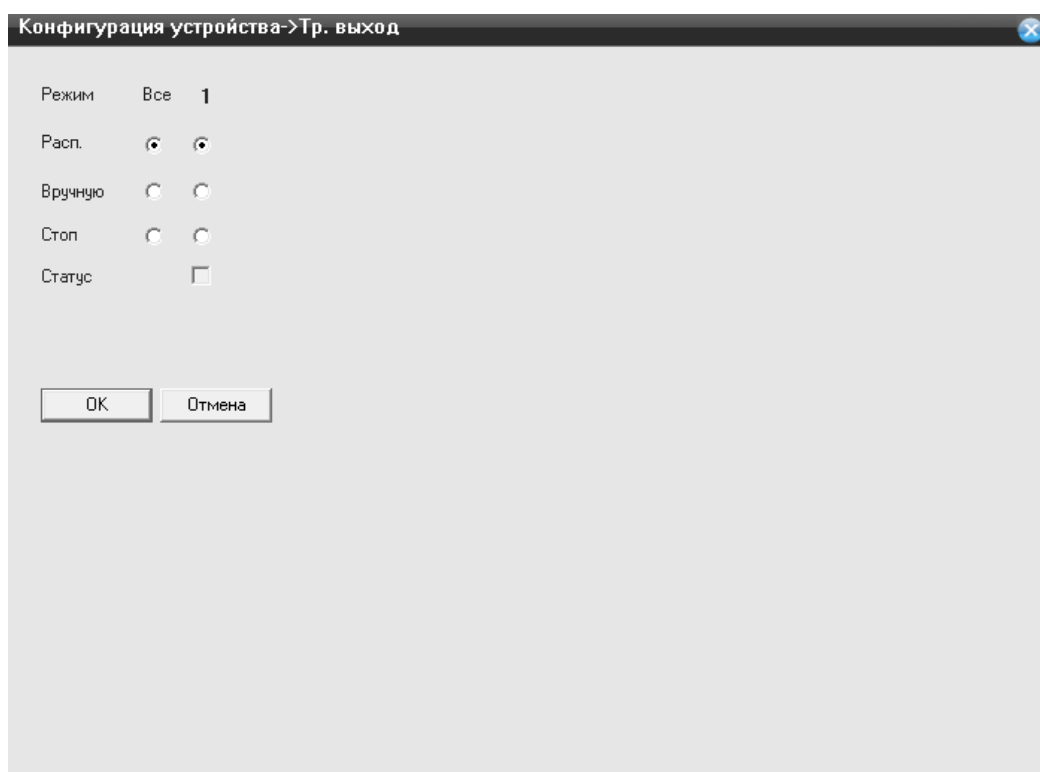 Конфигурация устройства->Тр. выход
Режим Все 1
Расп.
Вручную
Стоп
Статус
OK Отмена